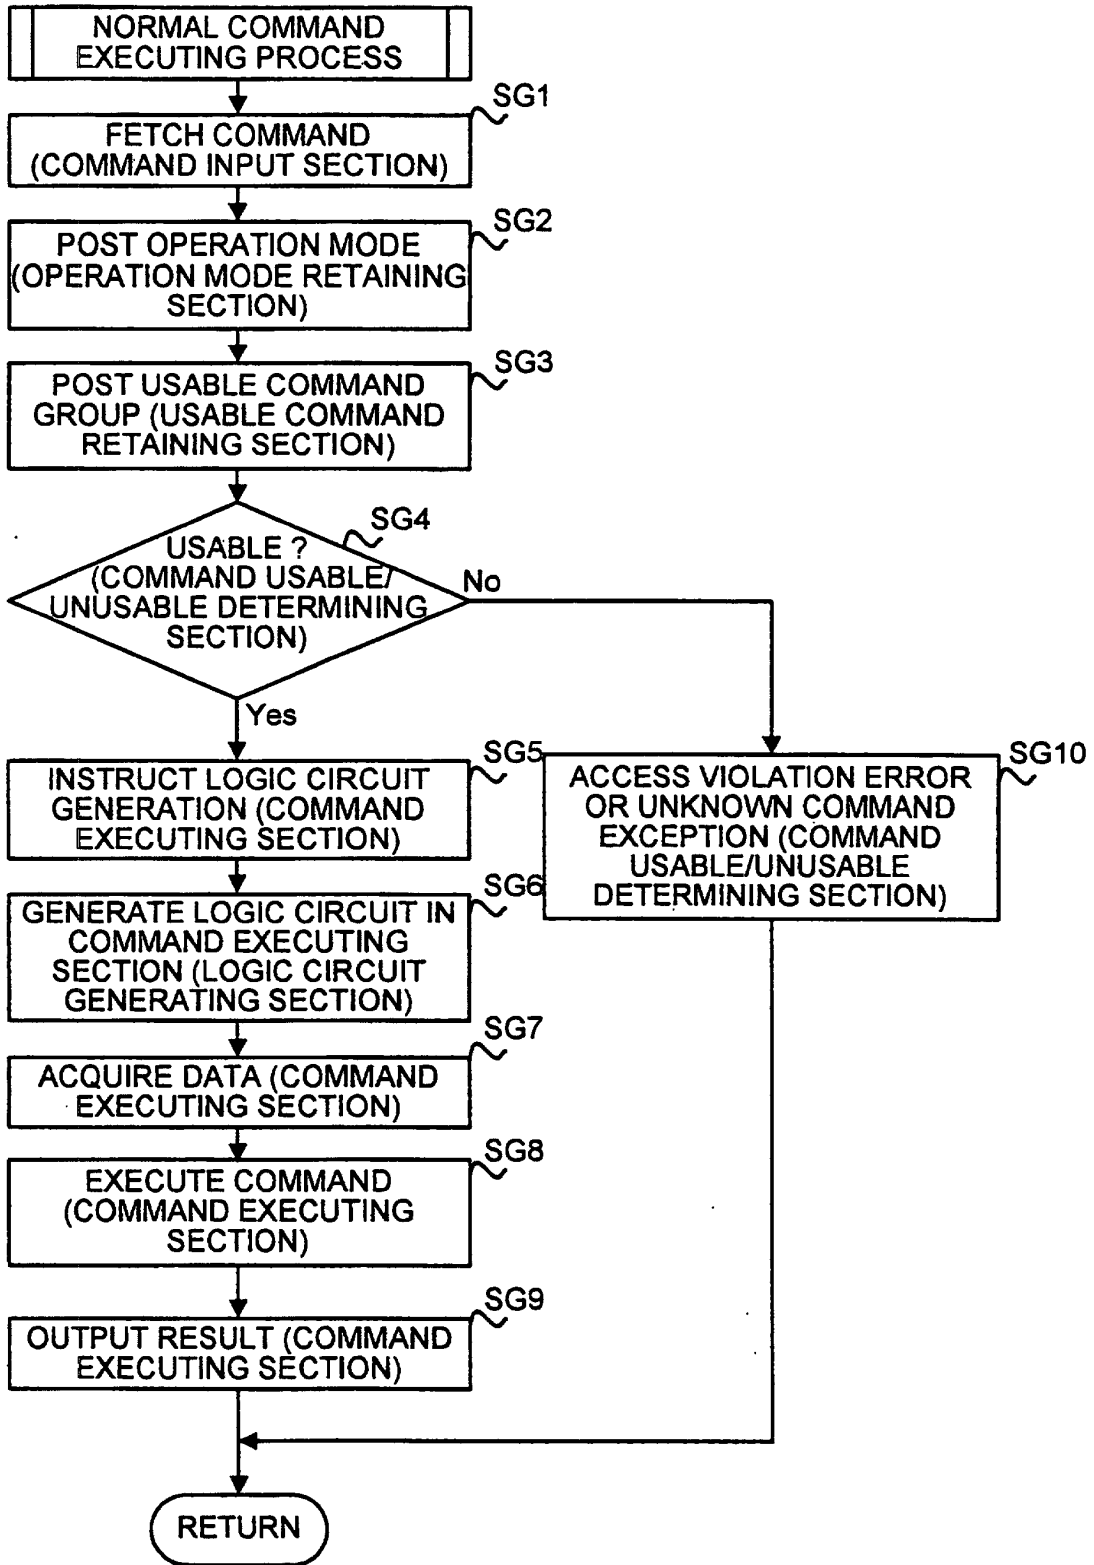 NORMAL COMMAND
EXECUTING PROCESS
SG1
FETCH COMMAND
(COMMAND INPUT SECTION)
SG2
POST OPERATION MODE
(OPERATION MODE RETAINING
SECTION)
SG3
POST USABLE COMMAND
GROUP (USABLE COMMAND
RETAINING SECTION)
SG4
USABLE ?
(COMMAND USABLE/
UNUSABLE DETERMINING
SECTION)
No
Yes
SG5
INSTRUCT LOGIC CIRCUIT
GENERATION (COMMAND
EXECUTING SECTION)
SG10
ACCESS VIOLATION ERROR
OR UNKNOWN COMMAND
EXCEPTION (COMMAND
USABLE/UNUSABLE
DETERMINING SECTION)
SG6
GENERATE LOGIC CIRCUIT IN
COMMAND EXECUTING
SECTION (LOGIC CIRCUIT
GENERATING SECTION)
SG7
ACQUIRE DATA (COMMAND
EXECUTING SECTION)
SG8
EXECUTE COMMAND
(COMMAND EXECUTING
SECTION)
SG9
OUTPUT RESULT (COMMAND
EXECUTING SECTION)
RETURN